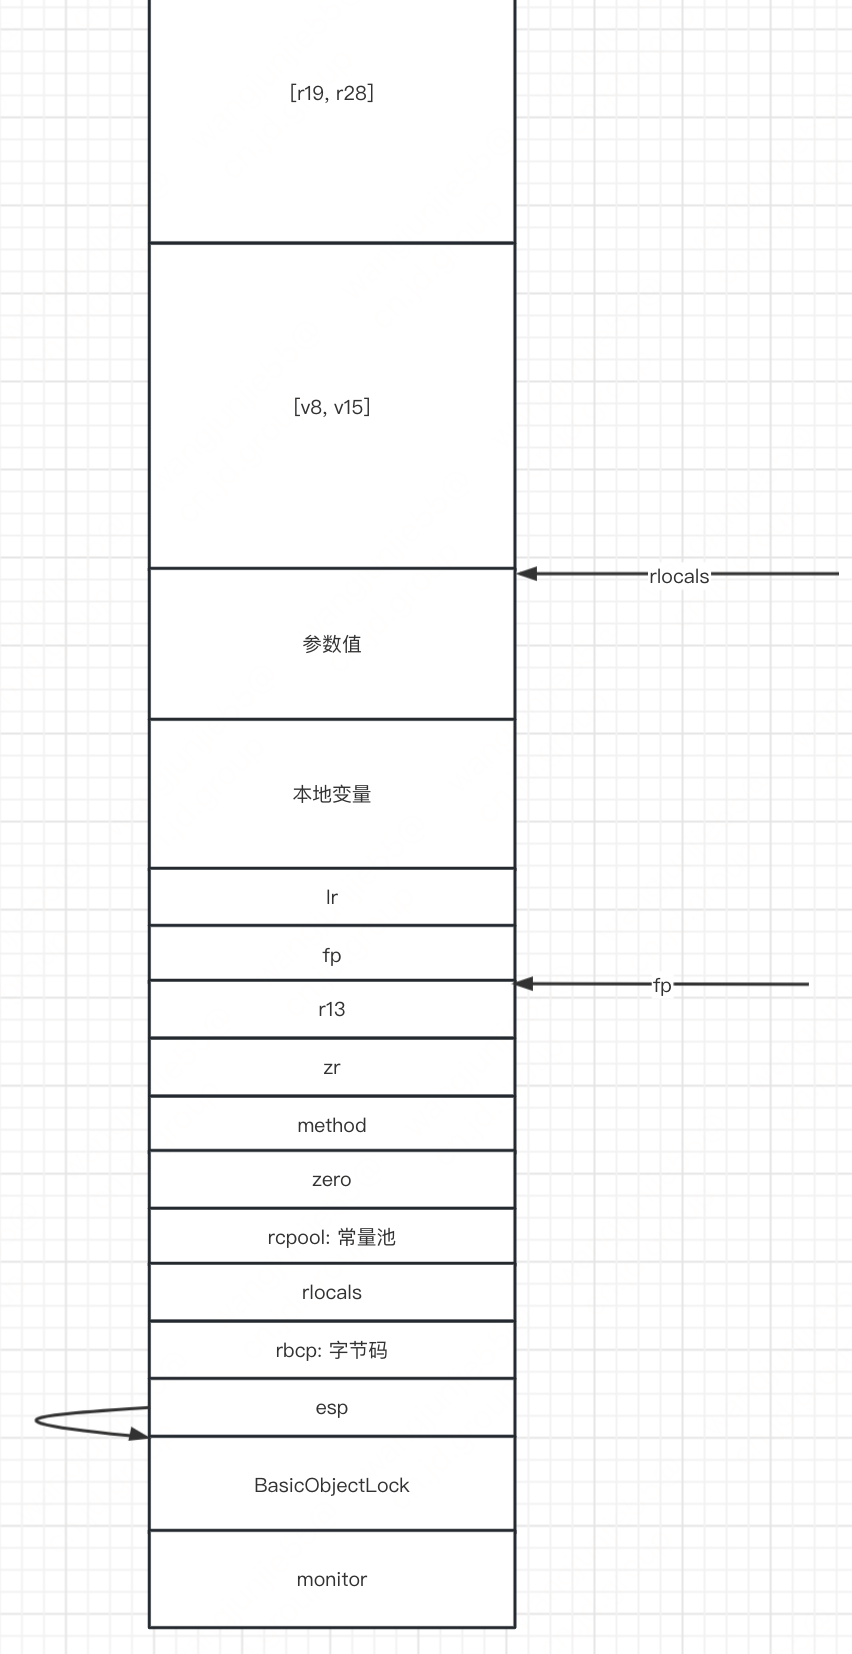 [r19, r28]
[v8, v15]
rlocals
参数值
本地变量
lr
fp
fp
r13
zr
method
zero
rcpool: 常量池
rlocals
rbcp: 字节码
esp
BasicObjectLock
monitor